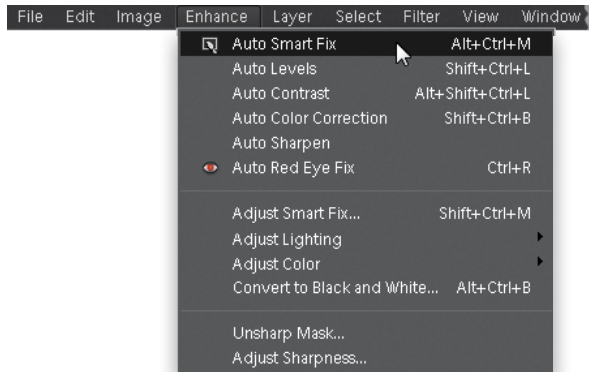 File Edit Image Enhance Layer Select Filter View Window
Auto Smart Fix Alt+Ctrl+M
Auto Levels Shift+Ctrl+L
Auto Contrast Alt+Shift+Ctrl+L
Auto Color Correction Shift+Ctrl+B
Auto Sharpen
Auto Red Eye Fix Ctrl+R
Adjust Smart Fix... Shift+Ctrl+M
Adjust Lighting
Adjust Color
Convert to Black and White... Alt+Ctrl+B
Unsharp Mask...
Adjust Sharpness...